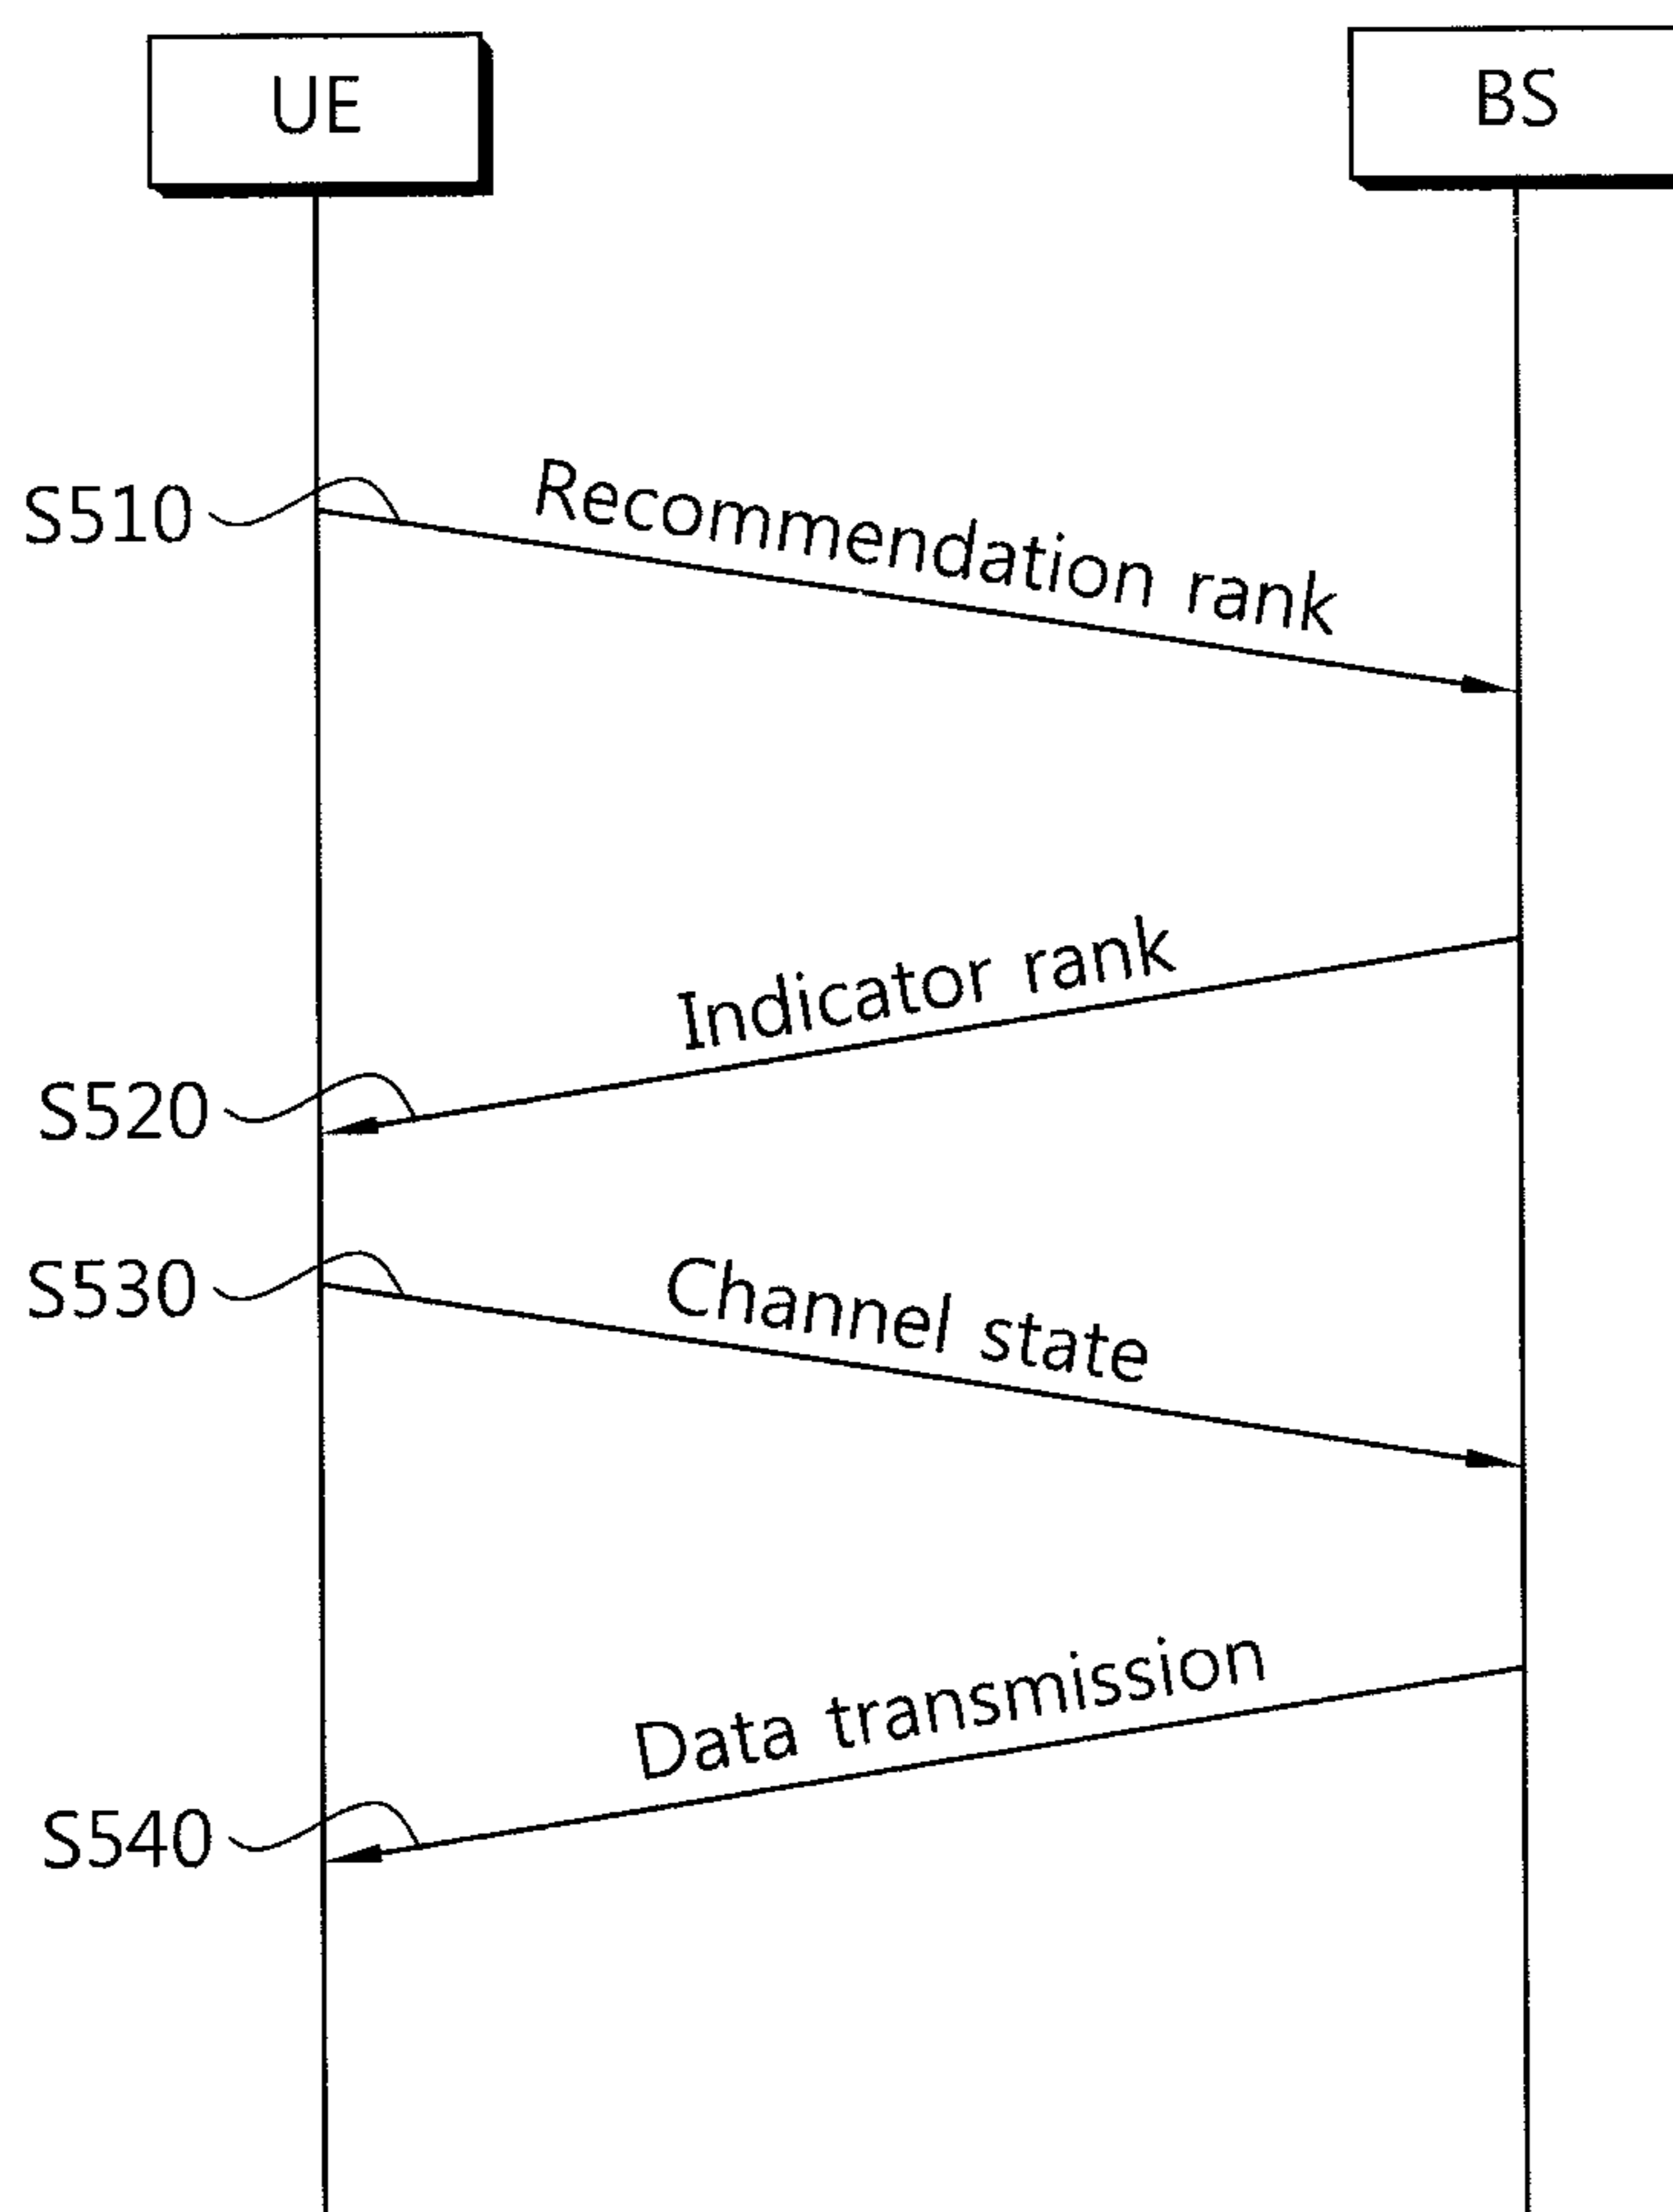 UE
BS
S510
Recommendation rank
Indicator rank
S520
S530
Channel state
Data transmission
S540